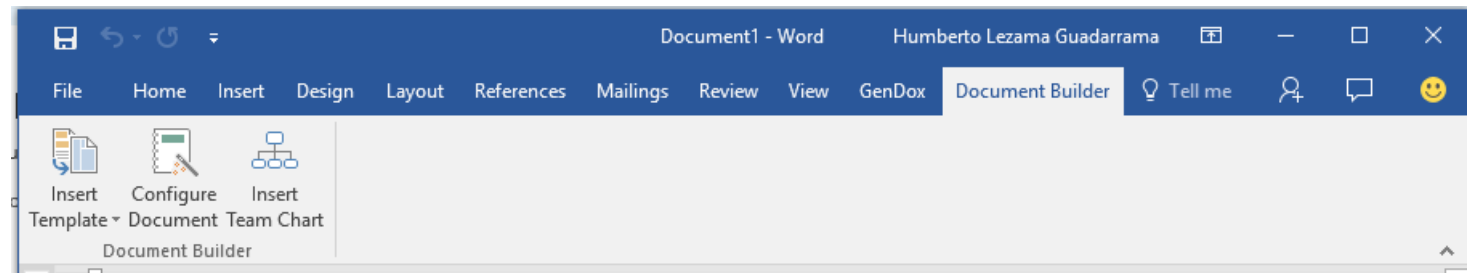 Document1 - Word Humberto Lezama Guadarrama
File Home Insert Design Layout References Mailings Review View GenDox Document Builder Tell me
Insert Configure Insert
Template Document Team Chart
Document Builder